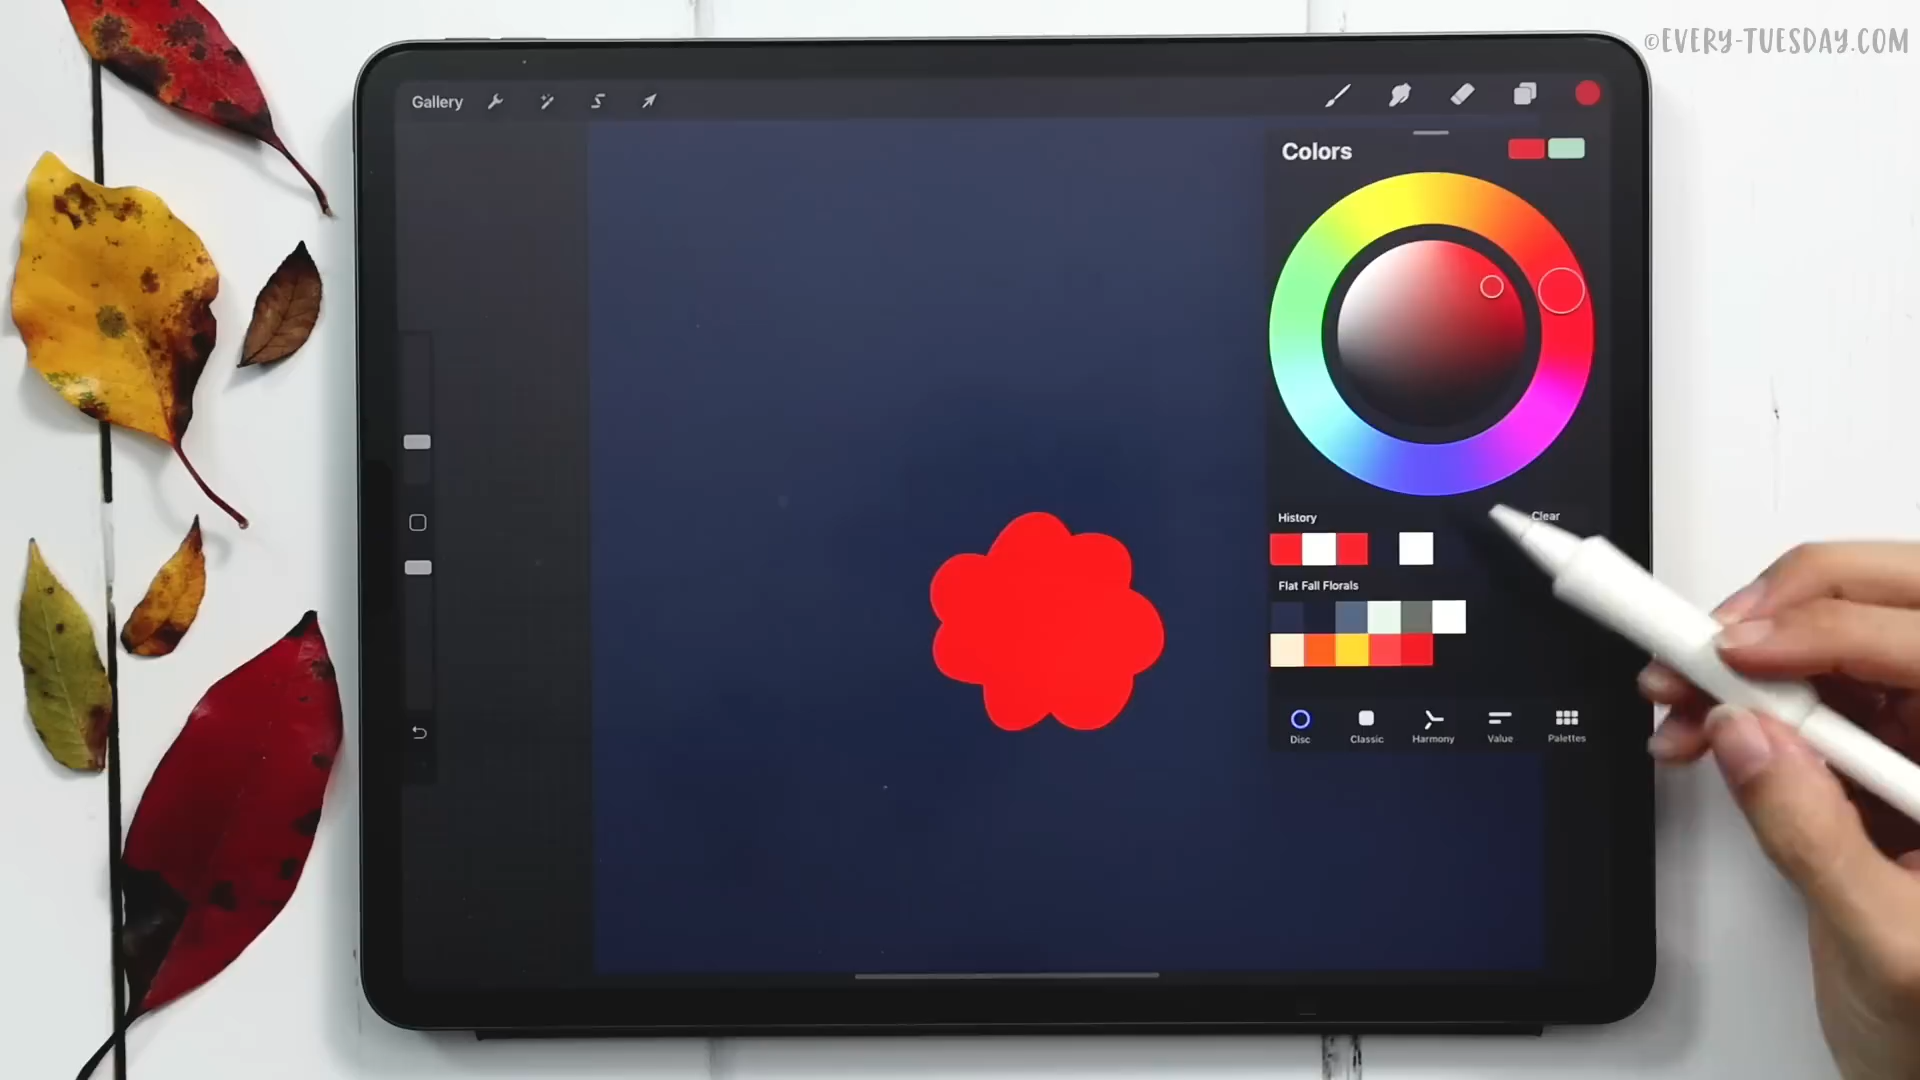 ©EVERY-TUESDAY.COM
Gallery
Colors
History
Clear
Flat Fall Florals
Disc
Classic
Harmony
Value
Palettes